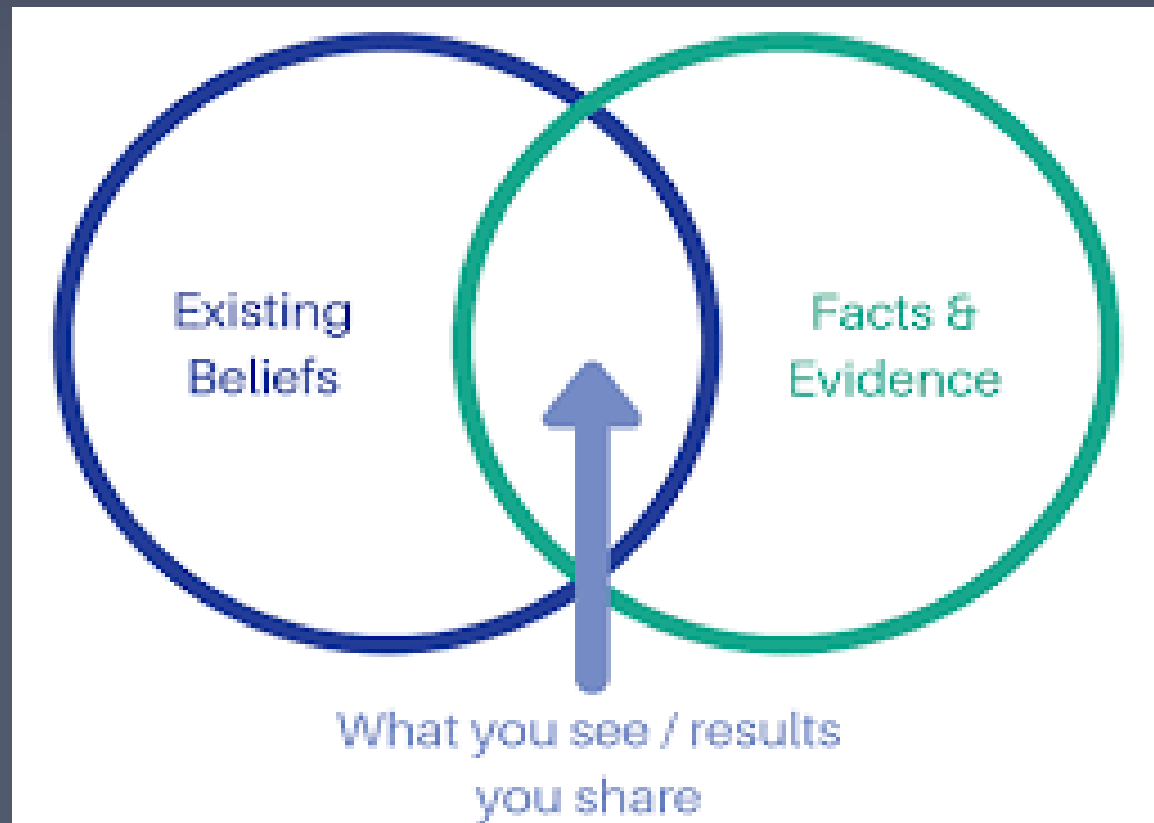 Existing
Beliefs
Facts &
Evidence
What you see / results
you share